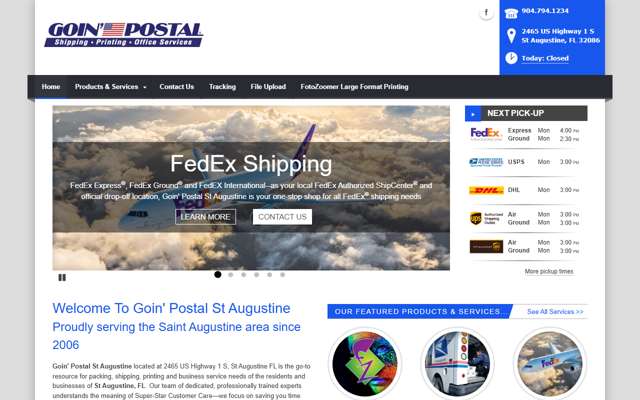 GOIN' POSTAL
Shipping • Printing • Office Services
f
904.794.1234
2465 US Highway 1 S
St Augustine, FL 32086
Today: Closed
Home
Products & Services
Contact Us
Tracking
File Upload
FotoZoomer Large Format Printing
FedEx Shipping
FedEx Express®, FedEx Ground® and FedEX International–as your local FedEx Authorized ShipCenter® and
official drop-off location, Goin' Postal St Augustine is your one-stop shop for all FedEx® shipping needs
LEARN MORE
CONTACT US
NEXT PICK-UP
FedEx Express Mon 4:00 PM
Ground Mon 2:30 PM
USPS Mon 3:00 PM
DHL DHL Mon 3:00 PM
ups Authorized Shipping Outlet Air Mon 3:00 PM
Ground Mon 3:00 PM
Air Mon 3:00 PM
Ground Mon 3:00 PM
More pickup times
Welcome To Goin' Postal St Augustine
Proudly serving the Saint Augustine area since
2006
Goin' Postal St Augustine located at 2465 US Highway 1 S, St Augustine FL is the go-to
resource for packing, shipping, printing and business service needs of the residents and
businesses of St Augustine, FL. Our team of dedicated, professionally trained experts
understands the meaning of Super-Star Customer Care—we focus on saving you time
OUR FEATURED PRODUCTS & SERVICES...
See All Services >>